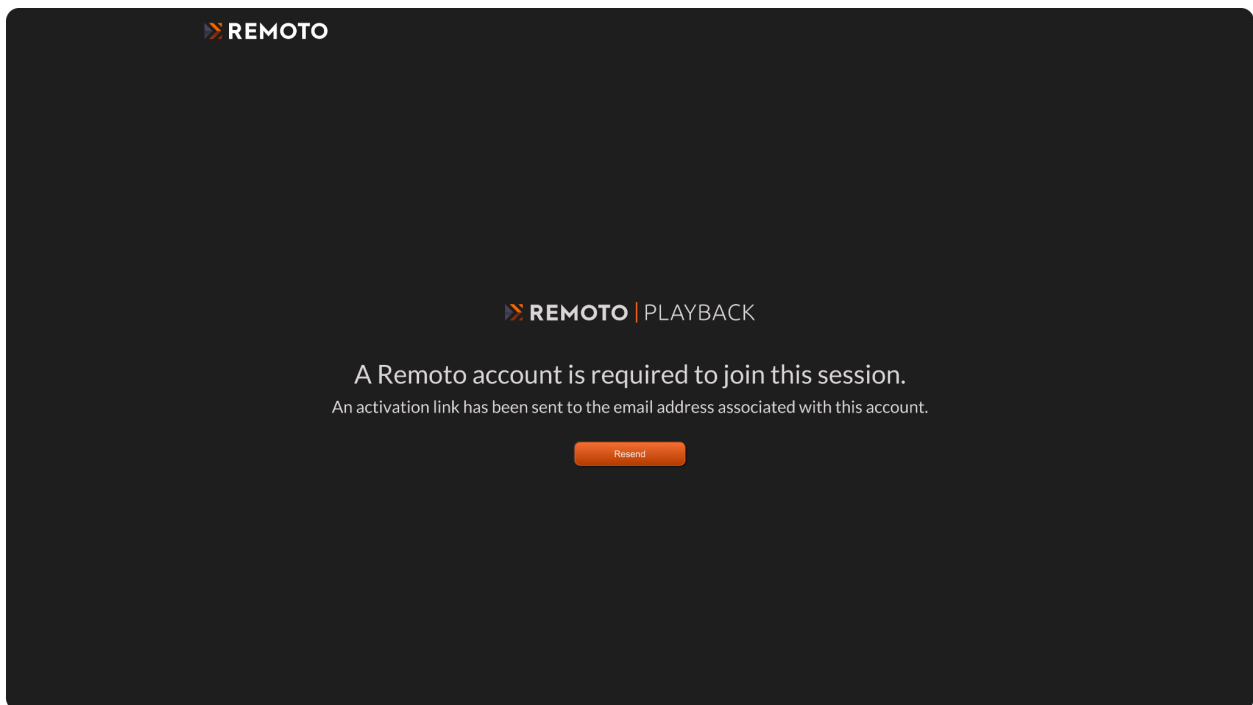 REMOTO
REMOTO | PLAYBACK
A Remoto account is required to join this session.
An activation link has been sent to the email address associated with this account.
Resend